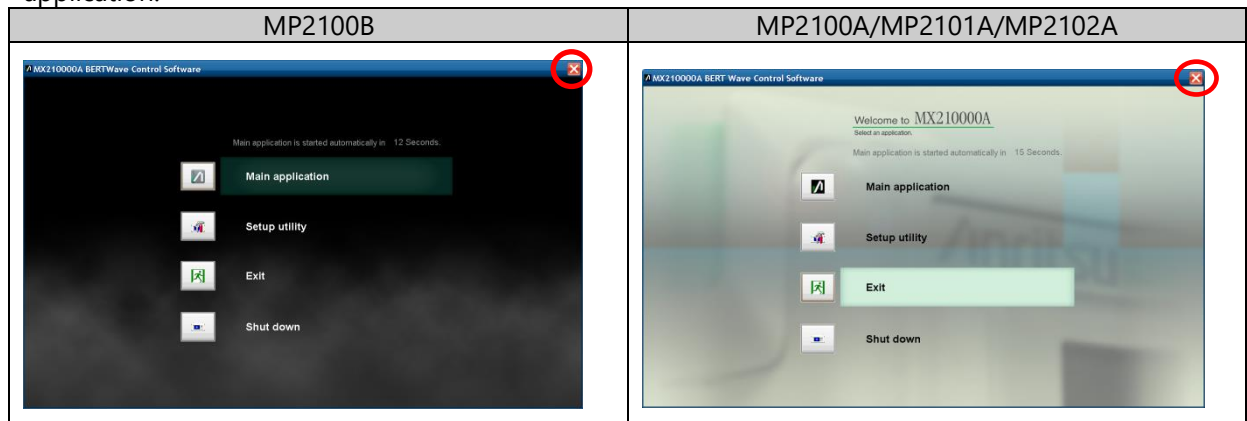 application.
MP2100B
MP2100A/MP2101A/MP2102A
MX210000A BERTWave Control Software
Main application is started automatically in 12 Seconds.
Main application
Setup utility
Exit
Shut down
MX210000A BERT Wave Control Software
Welcome to MX210000A
Select an application.
Main application is started automatically in 15 Seconds.
Main application
Setup utility
Exit
Shut down
Anritsu